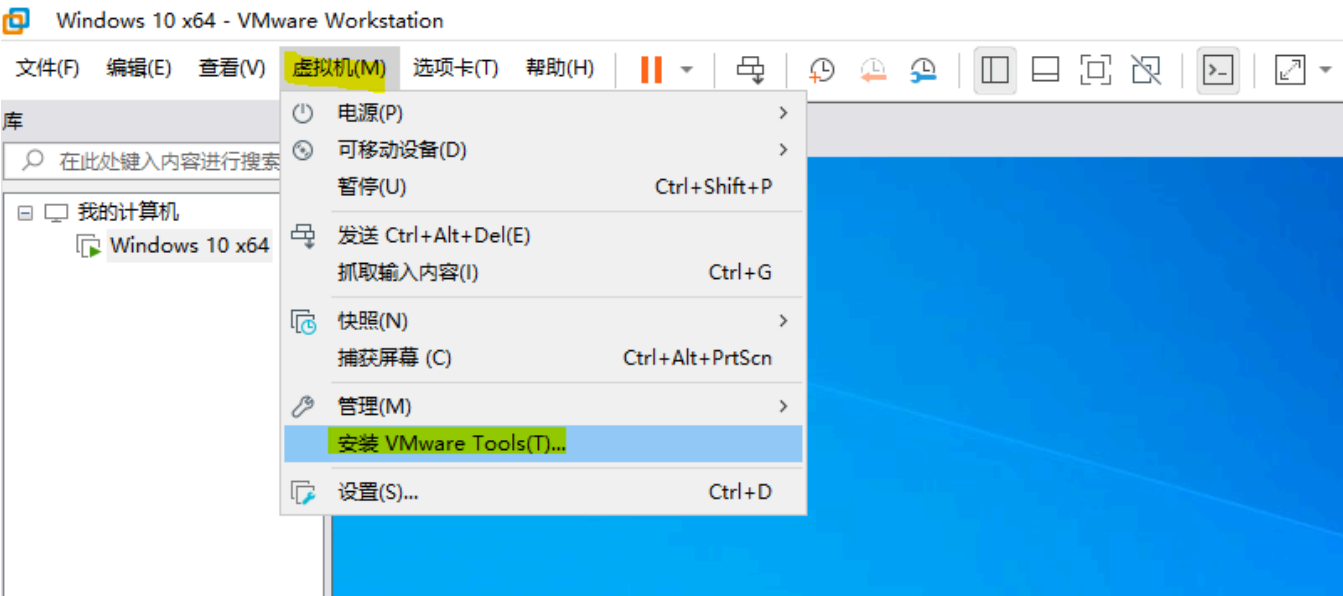 Windows 10 x64 - VMware Workstation
文件(F) 编辑(E) 查看(V) 虚拟机(M) 选项卡(T) 帮助(H)
库
在此处键入内容进行搜索
我的计算机
Windows 10 x64
电源(P)
可移动设备(D)
暂停(U) Ctrl+Shift+P
发送 Ctrl+Alt+Del(E)
抓取输入内容(I) Ctrl+G
快照(N)
捕获屏幕 (C) Ctrl+Alt+PrtScn
管理(M)
安装 VMware Tools(T)...
设置(S)... Ctrl+D